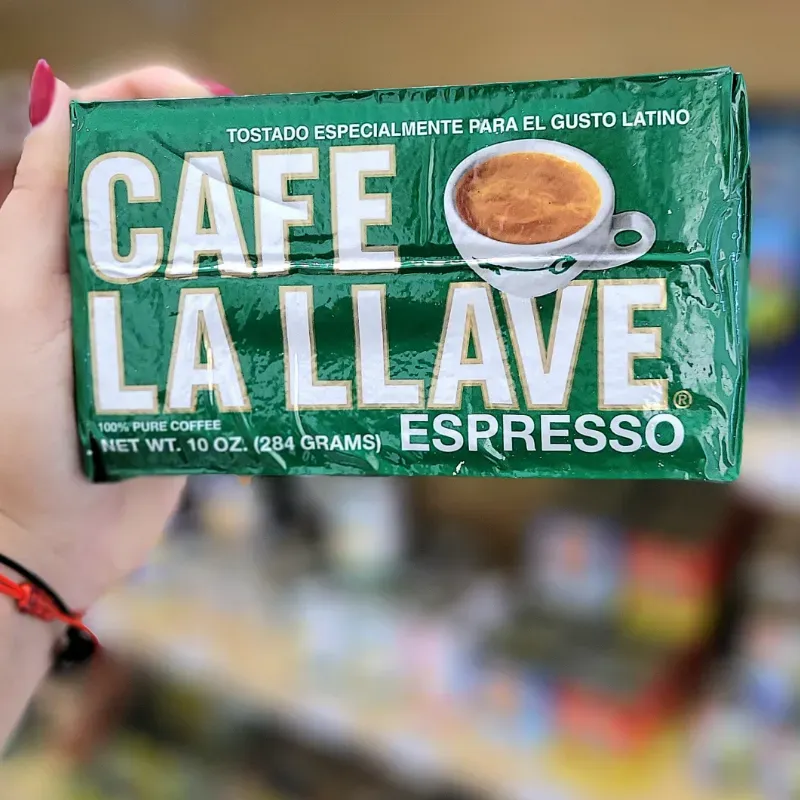 TOSTADO ESPECIALMENTE PARA EL GUSTO LATINO
CAFE
LA LLAVE®
100% PURE COFFEE
NET WT. 10 OZ. (284 GRAMS)
ESPRESSO